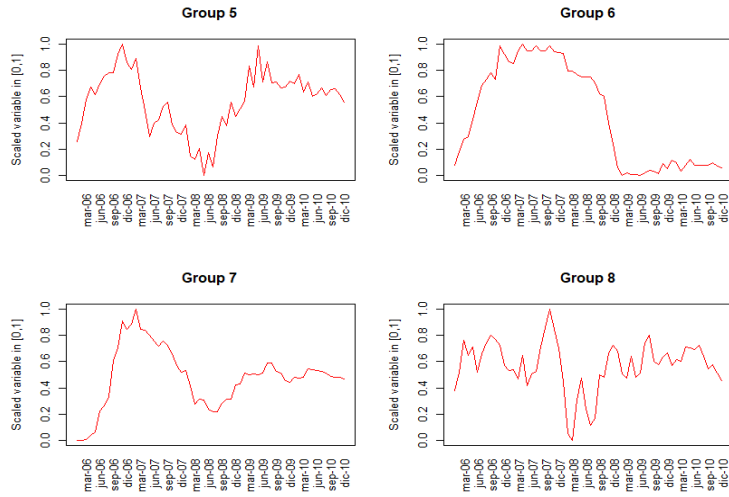 Group 5
Scaled variable in [0,1]
0.0 0.2 0.4 0.6 0.8 1.0
mar-06 jun-06 sep-06 dic-06 mar-07 jun-07 sep-07 dic-07 mar-08 jun-08 sep-08 dic-08 mar-09 jun-09 sep-09 dic-09 mar-10 jun-10 sep-10 dic-10
Group 6
Scaled variable in [0,1]
0.0 0.2 0.4 0.6 0.8 1.0
mar-06 jun-06 sep-06 dic-06 mar-07 jun-07 sep-07 dic-07 mar-08 jun-08 sep-08 dic-08 mar-09 jun-09 sep-09 dic-09 mar-10 jun-10 sep-10 dic-10
Group 7
Scaled variable in [0,1]
0.0 0.2 0.4 0.6 0.8 1.0
mar-06 jun-06 sep-06 dic-06 mar-07 jun-07 sep-07 dic-07 mar-08 jun-08 sep-08 dic-08 mar-09 jun-09 sep-09 dic-09 mar-10 jun-10 sep-10 dic-10
Group 8
Scaled variable in [0,1]
0.0 0.2 0.4 0.6 0.8 1.0
mar-06 jun-06 sep-06 dic-06 mar-07 jun-07 sep-07 dic-07 mar-08 jun-08 sep-08 dic-08 mar-09 jun-09 sep-09 dic-09 mar-10 jun-10 sep-10 dic-10